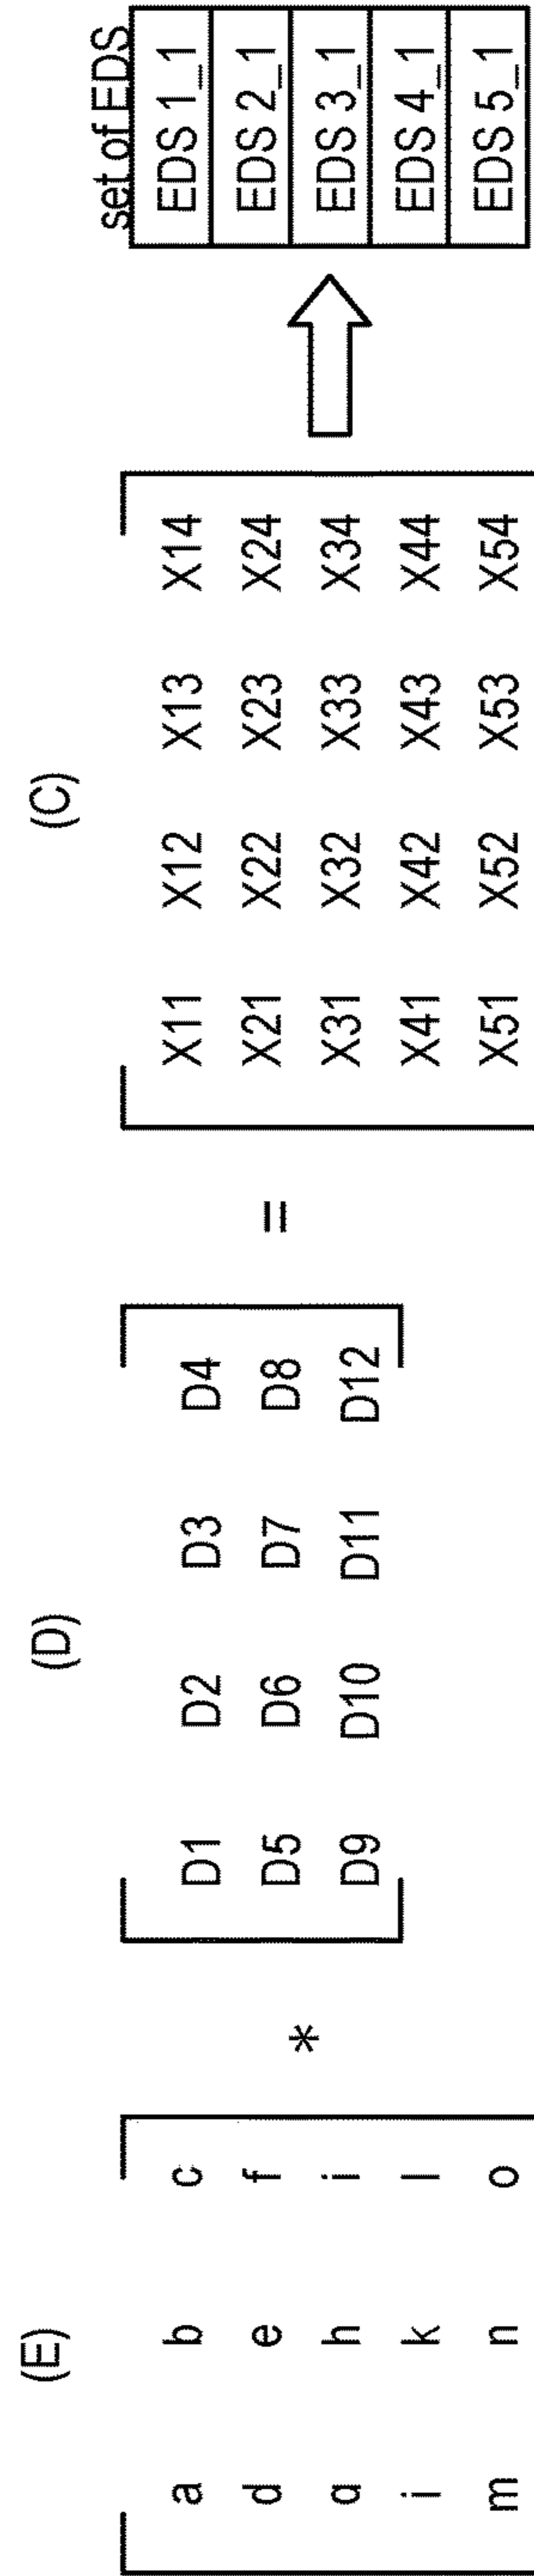 (E) (D) (C) set of EDS
a b c D1 D2 D3 D4 X11 X12 X13 X14 EDS 1_1
d e f * D5 D6 D7 D8 = X21 X22 X23 X24 EDS 2_1
g h i D9 D10 D11 D12 X31 X32 X33 X34 EDS 3_1
j k l X41 X42 X43 X44 EDS 4_1
m n o X51 X52 X53 X54 EDS 5_1